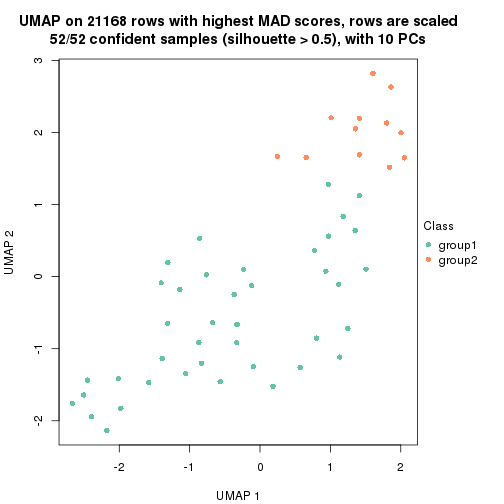 UMAP on 21168 rows with highest MAD scores, rows are scaled
52/52 confident samples (silhouette > 0.5), with 10 PCs
3
2
1
0
-1
-2
UMAP 2
-2 -1 0 1 2
UMAP 1
Class
group1
group2